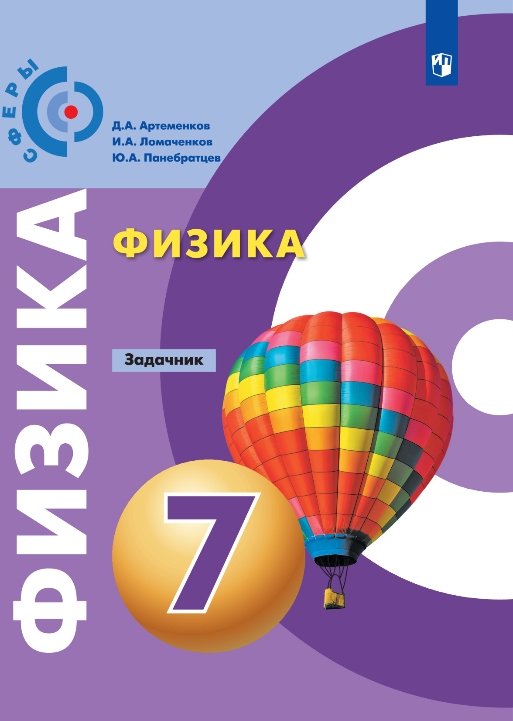 СФЕРЫ
Д.А. Артеменков
И.А. Ломаченков
Ю.А. Панебратцев
ФИЗИКА
ФИЗИКА
Задачник
7